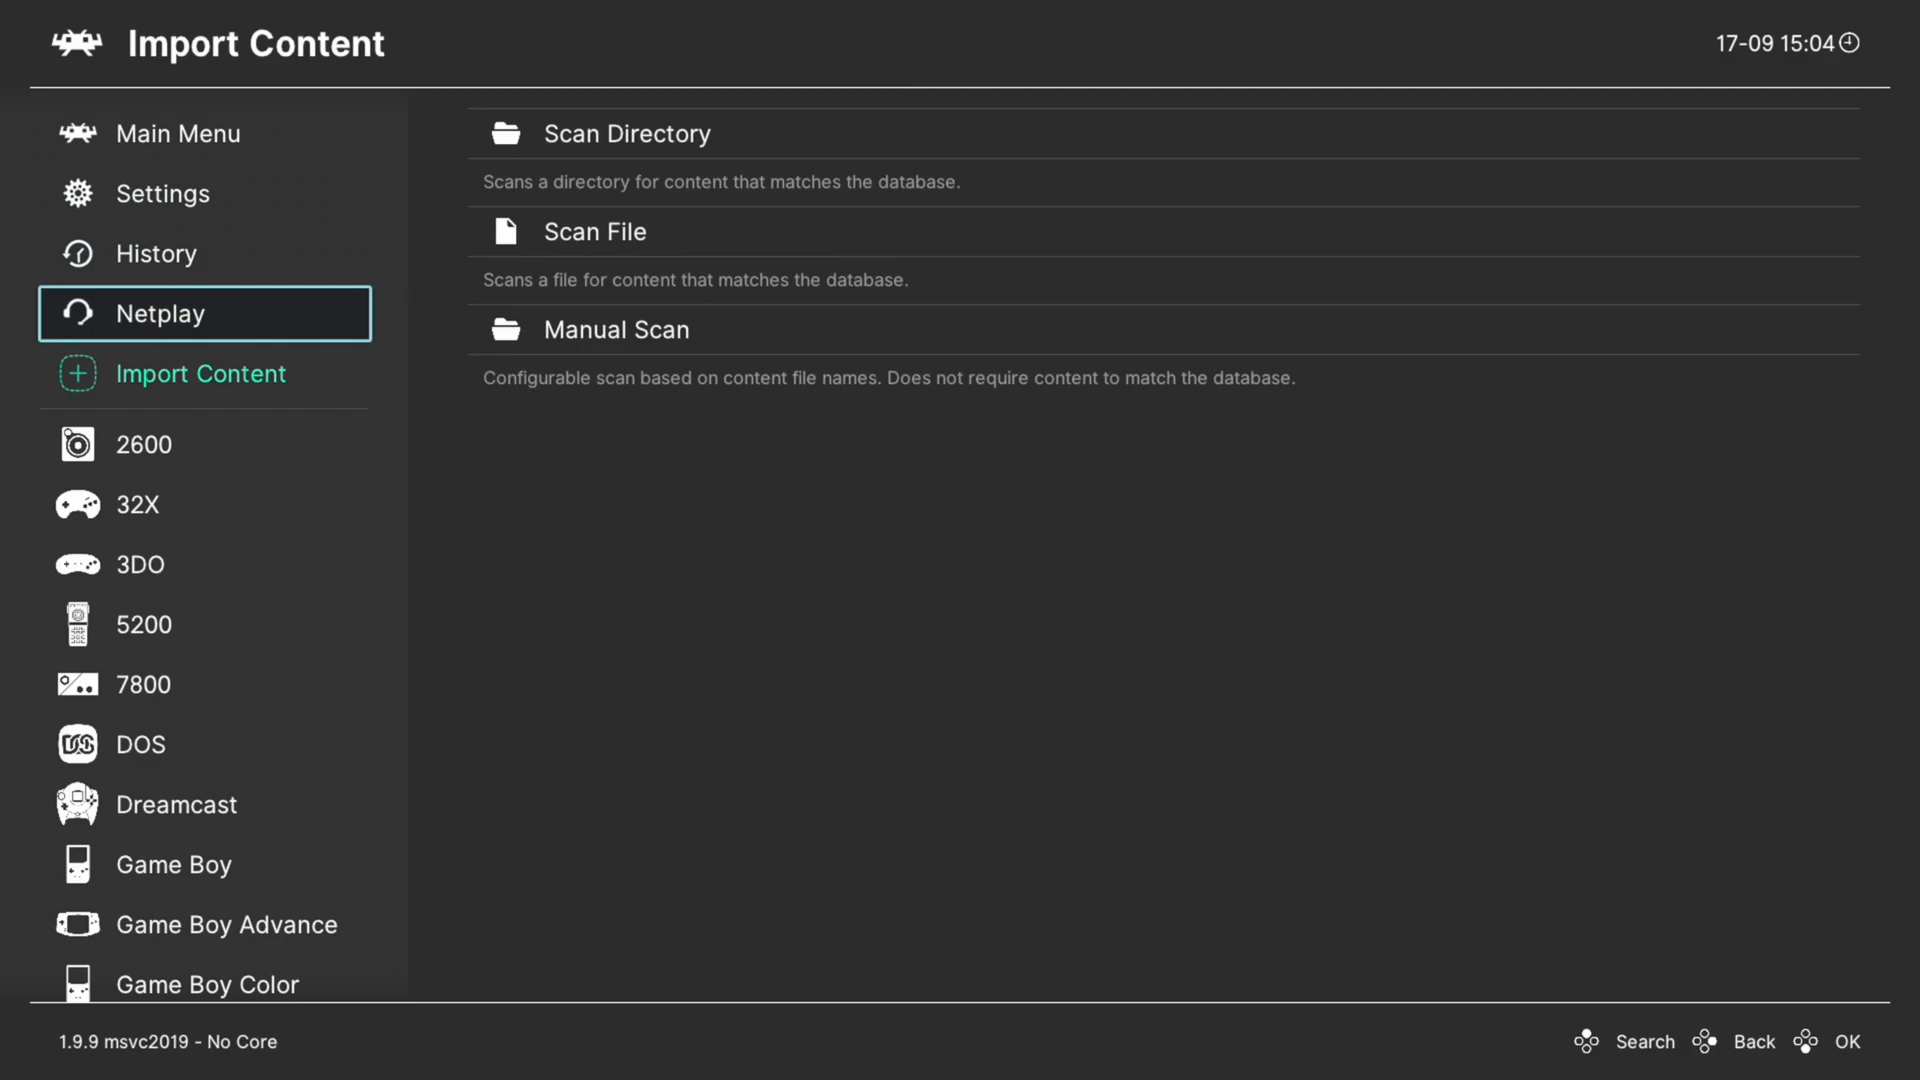 Import Content
17-09 15:04
Main Menu
Settings
History
Netplay
Import Content
2600
32X
3DO
5200
7800
DOS
Dreamcast
Game Boy
Game Boy Advance
Game Boy Color
Scan Directory
Scans a directory for content that matches the database.
Scan File
Scans a file for content that matches the database.
Manual Scan
Configurable scan based on content file names. Does not require content to match the database.
1.9.9 msvc2019 - No Core
Search Back OK